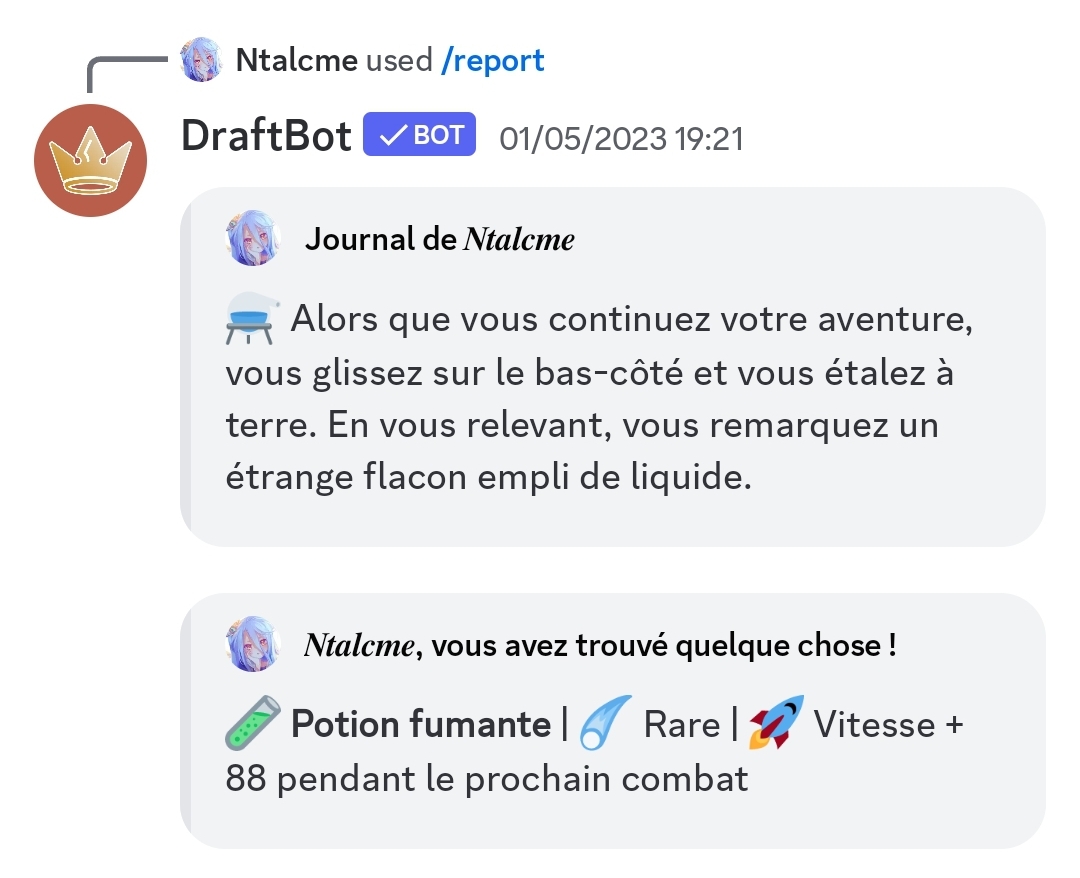 Ntalcme used /report
DraftBot BOT 01/05/2023 19:21
Journal de Ntalcme
Alors que vous continuez votre aventure,
vous glissez sur le bas-côté et vous étalez à
terre. En vous relevant, vous remarquez un
étrange flacon empli de liquide.
Ntalcme, vous avez trouvé quelque chose !
Potion fumante | Rare | Vitesse +
88 pendant le prochain combat